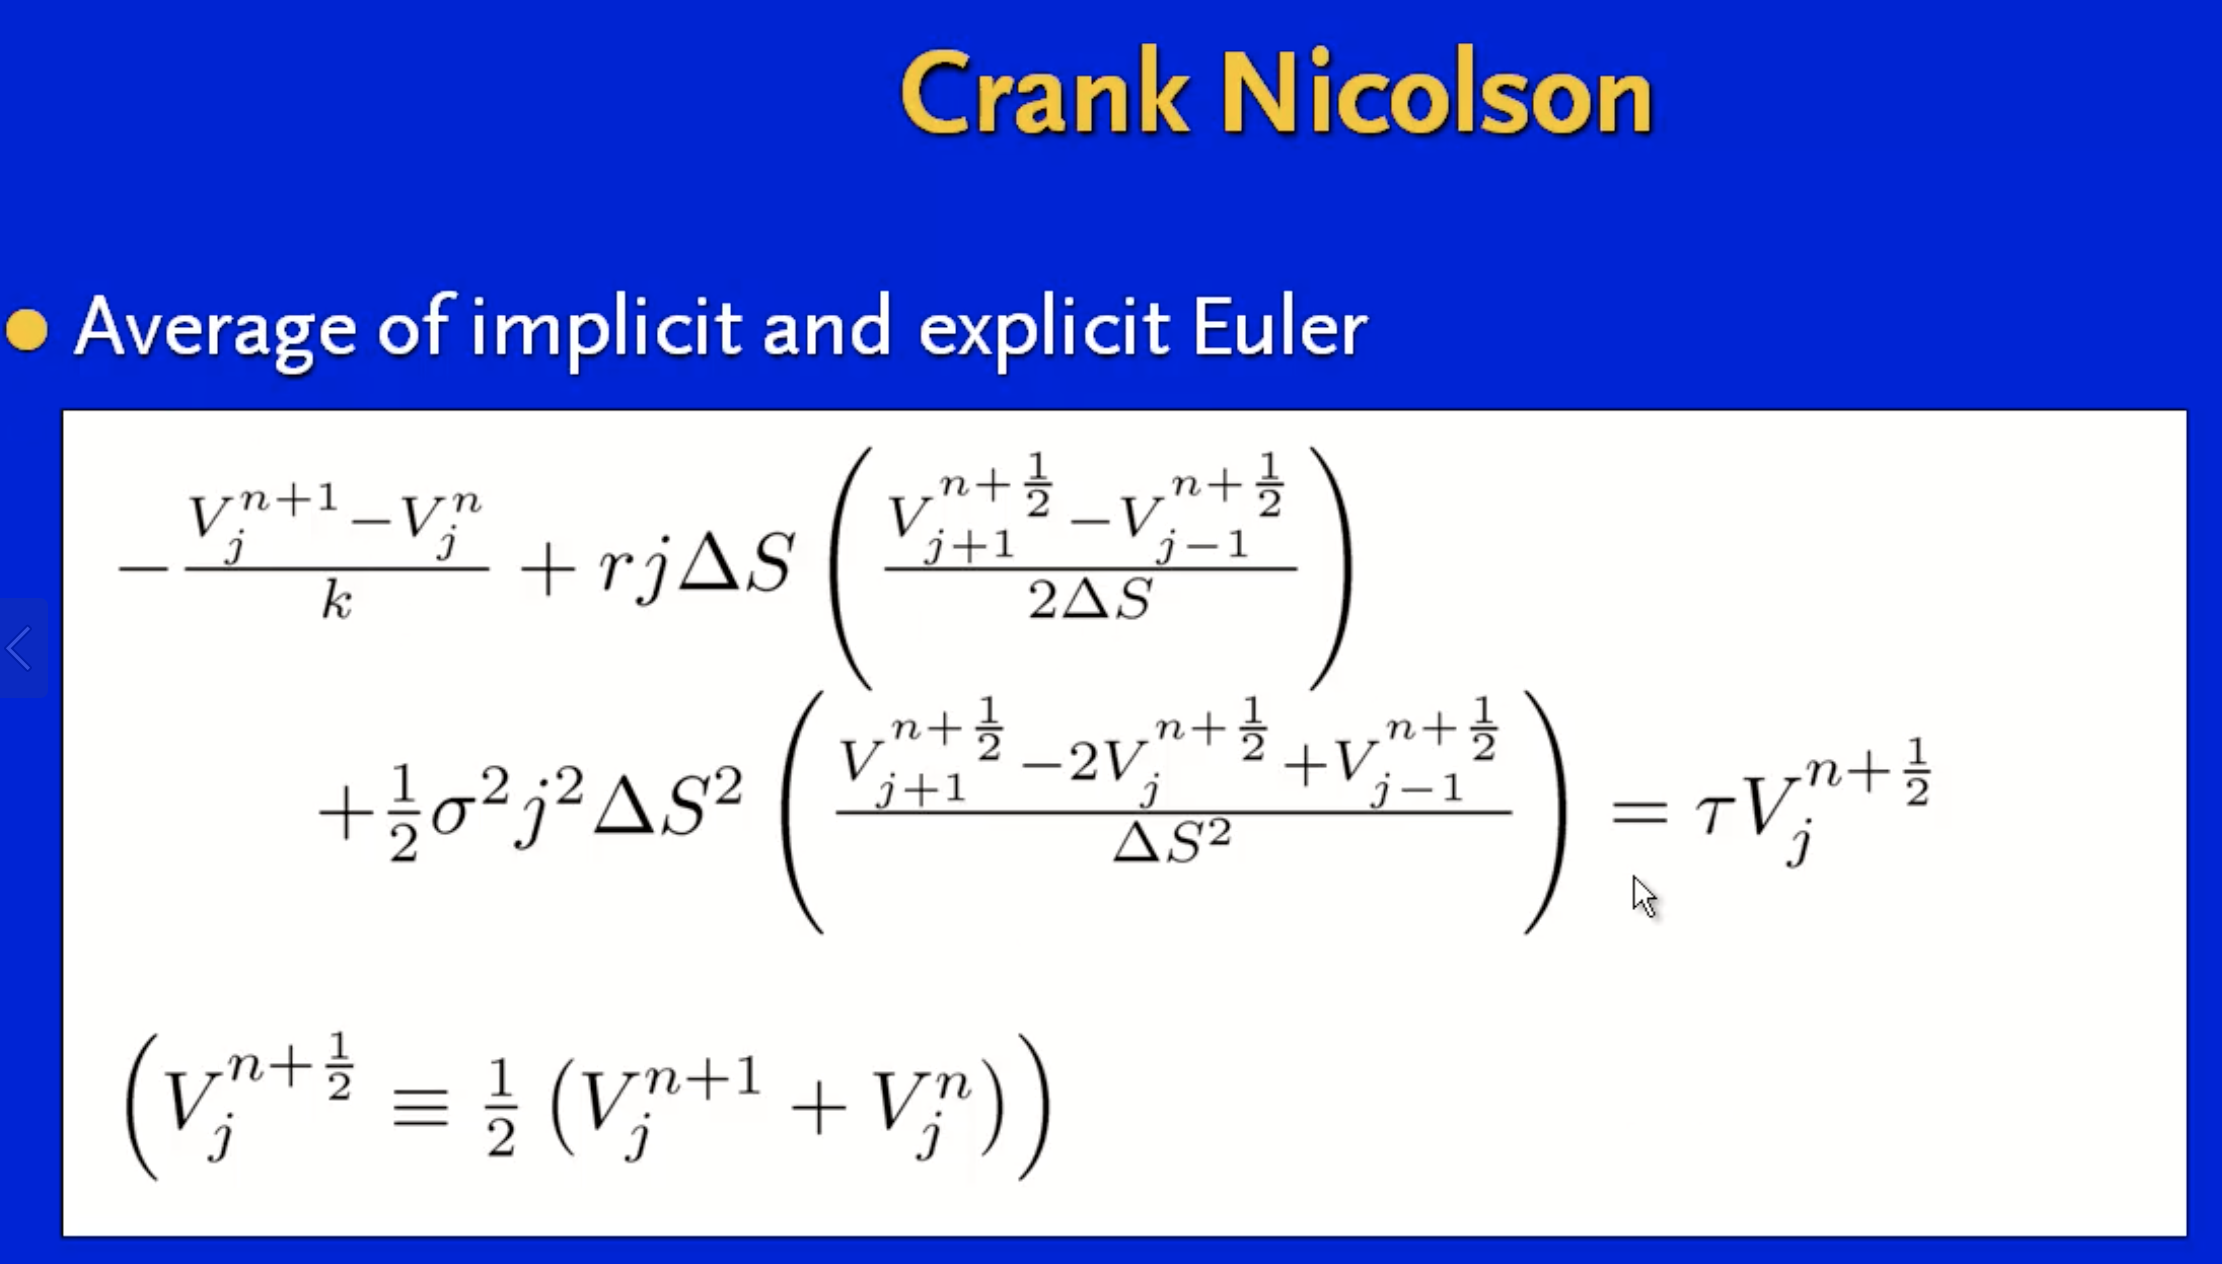 Crank Nicolson
Average of implicit and explicit Euler
$-\frac{V_j^{n+1}-V_j^n}{k} + rj\Delta S \left( \frac{V_{j+1}^{n+\frac{1}{2}}-V_{j-1}^{n+\frac{1}{2}}}{2\Delta S} \right)$
$+\frac{1}{2}\sigma^2 j^2 \Delta S^2 \left( \frac{V_{j+1}^{n+\frac{1}{2}}-2V_j^{n+\frac{1}{2}}+V_{j-1}^{n+\frac{1}{2}}}{\Delta S^2} \right) = \tau V_j^{n+\frac{1}{2}}$
$\left( V_j^{n+\frac{1}{2}} \equiv \frac{1}{2} \left( V_j^{n+1} + V_j^n \right) \right)$